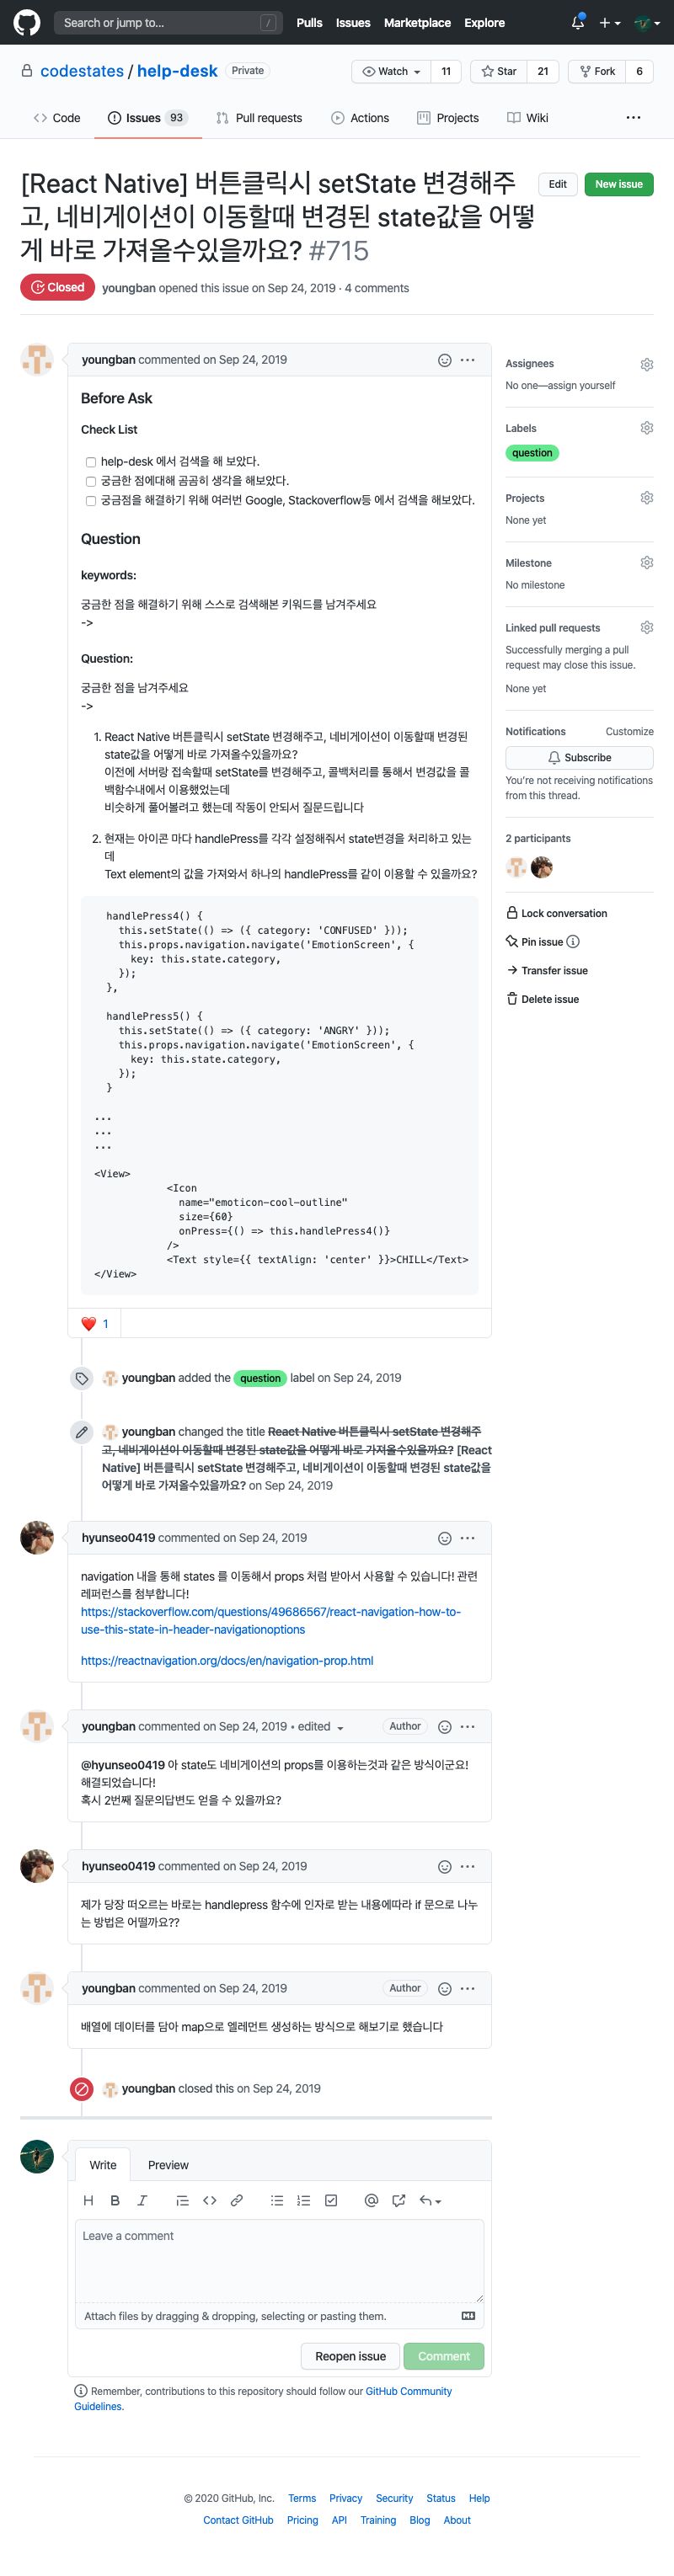 Search or jump to... /
Pulls Issues Marketplace Explore
codestates / help-desk Private
Watch 11 Star 21 Fork 6
Code Issues 93 Pull requests Actions Projects Wiki ...
[React Native] 버튼클릭시 setState 변경해주
고, 네비게이션이 이동할때 변경된 state값을 어떻
게 바로 가져올수있을까요? #715
Edit New issue
Closed youngban opened this issue on Sep 24, 2019 · 4 comments
youngban commented on Sep 24, 2019
Before Ask
Check List
help-desk 에서 검색을 해 보았다.
궁금한 점에대해 곰곰히 생각을 해보았다.
궁금점을 해결하기 위해 여러번 Google, Stackoverflow등 에서 검색을 해보았다.
Question
keywords:
궁금한 점을 해결하기 위해 스스로 검색해본 키워드를 남겨주세요
->
Question:
궁금한 점을 남겨주세요
->
1. React Native 버튼클릭시 setState 변경해주고, 네비게이션이 이동할때 변경된
state값을 어떻게 바로 가져올수있을까요?
이전에 서버랑 접속할때 setState를 변경해주고, 콜백처리를 통해서 변경값을 콜
백함수내에서 이용했었는데
비슷하게 풀어볼려고 했는데 작동이 안되서 질문드립니다
2. 현재는 아이콘 마다 handlePress를 각각 설정해줘서 state변경을 처리하고 있는
데
Text element의 값을 가져와서 하나의 handlePress를 같이 이용할 수 있을까요?
handlePress4() {
this.setState(() => ({ category: 'CONFUSED' }));
this.props.navigation.navigate('EmotionScreen', {
key: this.state.category,
});
},
handlePress5() {
this.setState(() => ({ category: 'ANGRY' }));
this.props.navigation.navigate('EmotionScreen', {
key: this.state.category,
});
}
...
...
...
<View>
<Icon
name="emoticon-cool-outline"
size={60}
onPress={() => this.handlePress4()}
/>
<Text style={{ textAlign: 'center' }}>CHILL</Text>
</View>
1
Assignees
No one—assign yourself
Labels
question
Projects
None yet
Milestone
No milestone
Linked pull requests
Successfully merging a pull
request may close this issue.
None yet
Notifications Customize
Subscribe
You're not receiving notifications
from this thread.
2 participants
Lock conversation
Pin issue
Transfer issue
Delete issue
youngban added the question label on Sep 24, 2019
youngban changed the title React Native 버튼클릭시 setState 변경해주
고, 네비게이션이 이동할때 변경된 state값을 어떻게 바로 가져올수있을까요? [React
Native] 버튼클릭시 setState 변경해주고, 네비게이션이 이동할때 변경된 state값을
어떻게 바로 가져올수있을까요? on Sep 24, 2019
hyunseo0419 commented on Sep 24, 2019
navigation 내을 통해 states 를 이동해서 props 처럼 받아서 사용할 수 있습니다! 관련
레퍼런스를 첨부합니다!
https://stackoverflow.com/questions/49686567/react-navigation-how-to-
use-this-state-in-header-navigationoptions
https://reactnavigation.org/docs/en/navigation-prop.html
youngban commented on Sep 24, 2019 • edited Author
@hyunseo0419 아 state도 네비게이션의 props를 이용하는것과 같은 방식이군요!
해결되었습니다!
혹시 2번째 질문의답변도 얻을 수 있을까요?
hyunseo0419 commented on Sep 24, 2019
제가 당장 떠오르는 바로는 handlepress 함수에 인자로 받는 내용에따라 if 문으로 나누
는 방법은 어떨까요??
youngban commented on Sep 24, 2019 Author
배열에 데이터를 담아 map으로 엘레먼트 생성하는 방식으로 해보기로 했습니다
youngban closed this on Sep 24, 2019
Write Preview
H B I
Leave a comment
Attach files by dragging & dropping, selecting or pasting them.
Reopen issue Comment
Remember, contributions to this repository should follow our GitHub Community
Guidelines.
© 2020 GitHub, Inc. Terms Privacy Security Status Help
Contact GitHub Pricing API Training Blog About